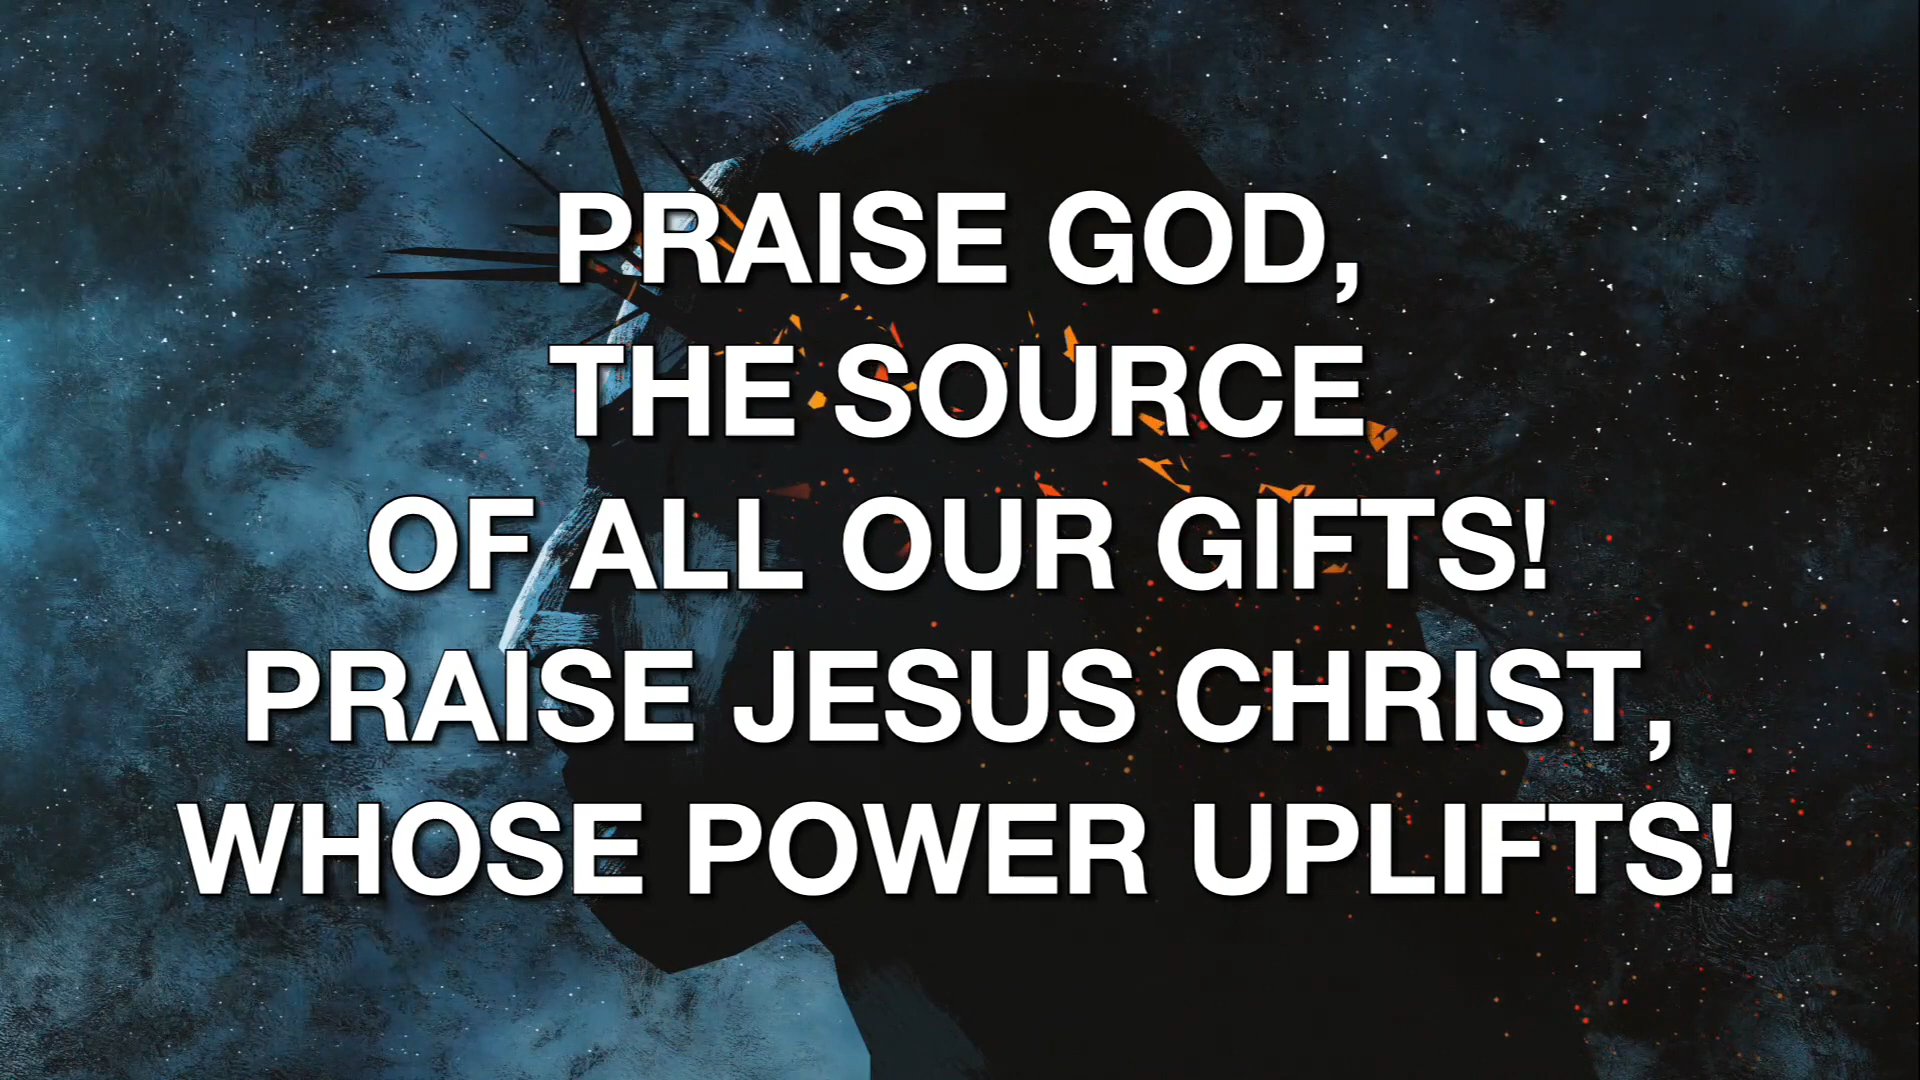 PRAISE GOD,
THE SOURCE
OF ALL OUR GIFTS!
PRAISE JESUS CHRIST,
WHOSE POWER UPLIFTS!